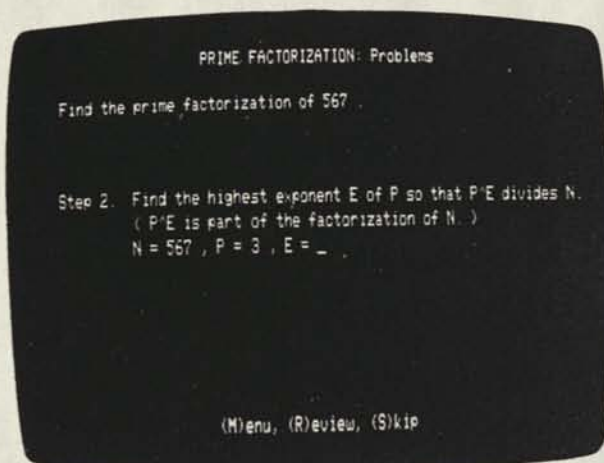 PRIME FACTORIZATION: Problems
Find the prime factorization of 567 .
Step 2. Find the highest exponent E of P so that P^E divides N.
( P^E is part of the factorization of N. )
N = 567 , P = 3 , E = _ .
(M)enu, (R)eview, (S)kip